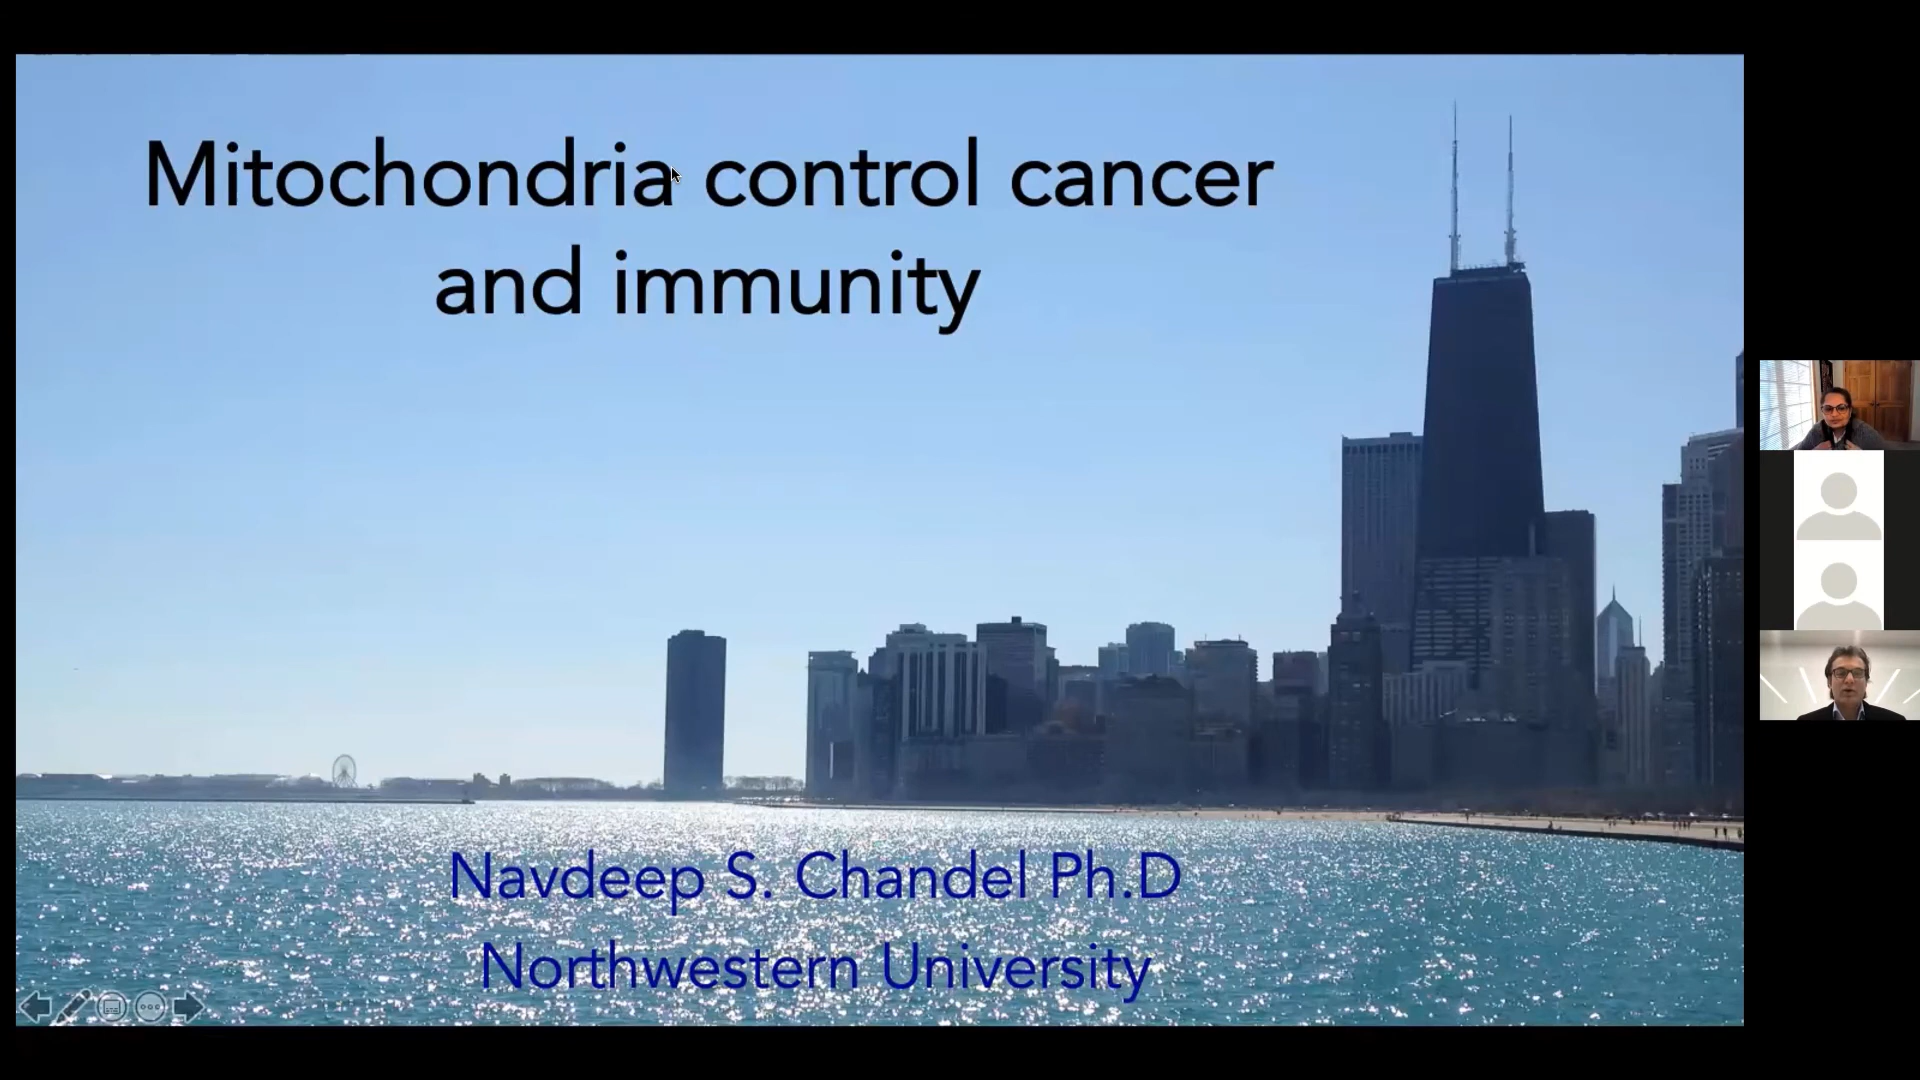 Mitochondria control cancer
and immunity
Navdeep S. Chandel Ph.D
Northwestern University